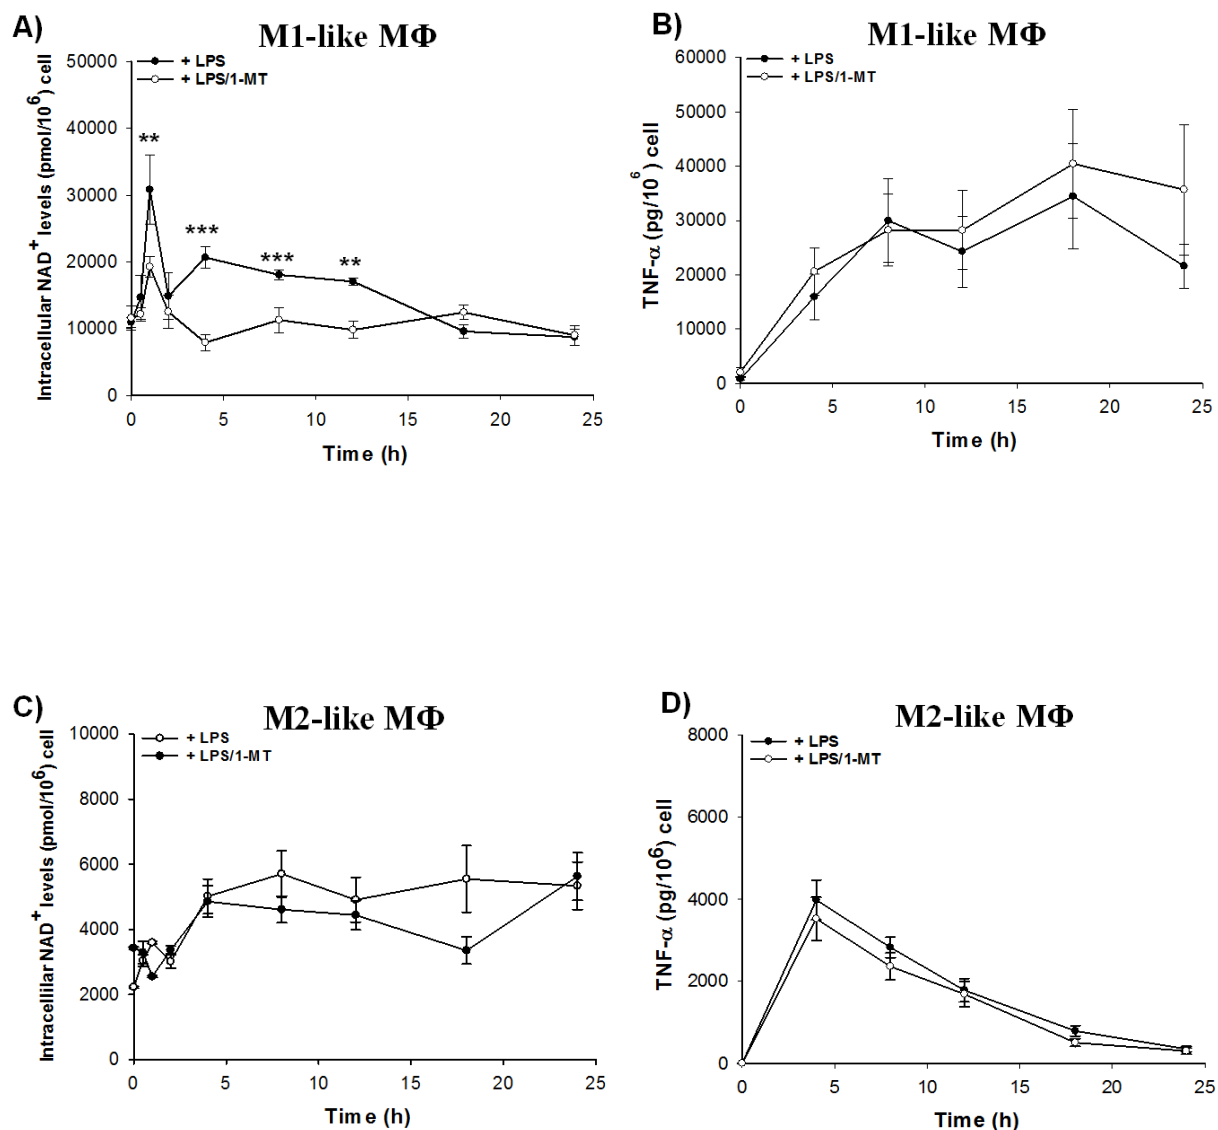 A)
M1-like MΦ
+ LPS
+ LPS/1-MT
Intracellular NAD+ levels (pmol/10^6) cell
50000
40000
30000
20000
10000
0
**
***
***
**
0 5 10 15 20 25
Time (h)
B)
M1-like MΦ
+ LPS
+ LPS/1-MT
TNF-α (pg/10^6) cell
60000
50000
40000
30000
20000
10000
0
0 5 10 15 20 25
Time (h)
C)
M2-like MΦ
+ LPS
+ LPS/1-MT
Intracellilar NAD+ levels (pmol/10^6) cell
10000
8000
6000
4000
2000
0
0 5 10 15 20 25
Time (h)
D)
M2-like MΦ
+ LPS
+ LPS/1-MT
TNF-α (pg/10^6) cell
8000
6000
4000
2000
0
0 5 10 15 20 25
Time (h)